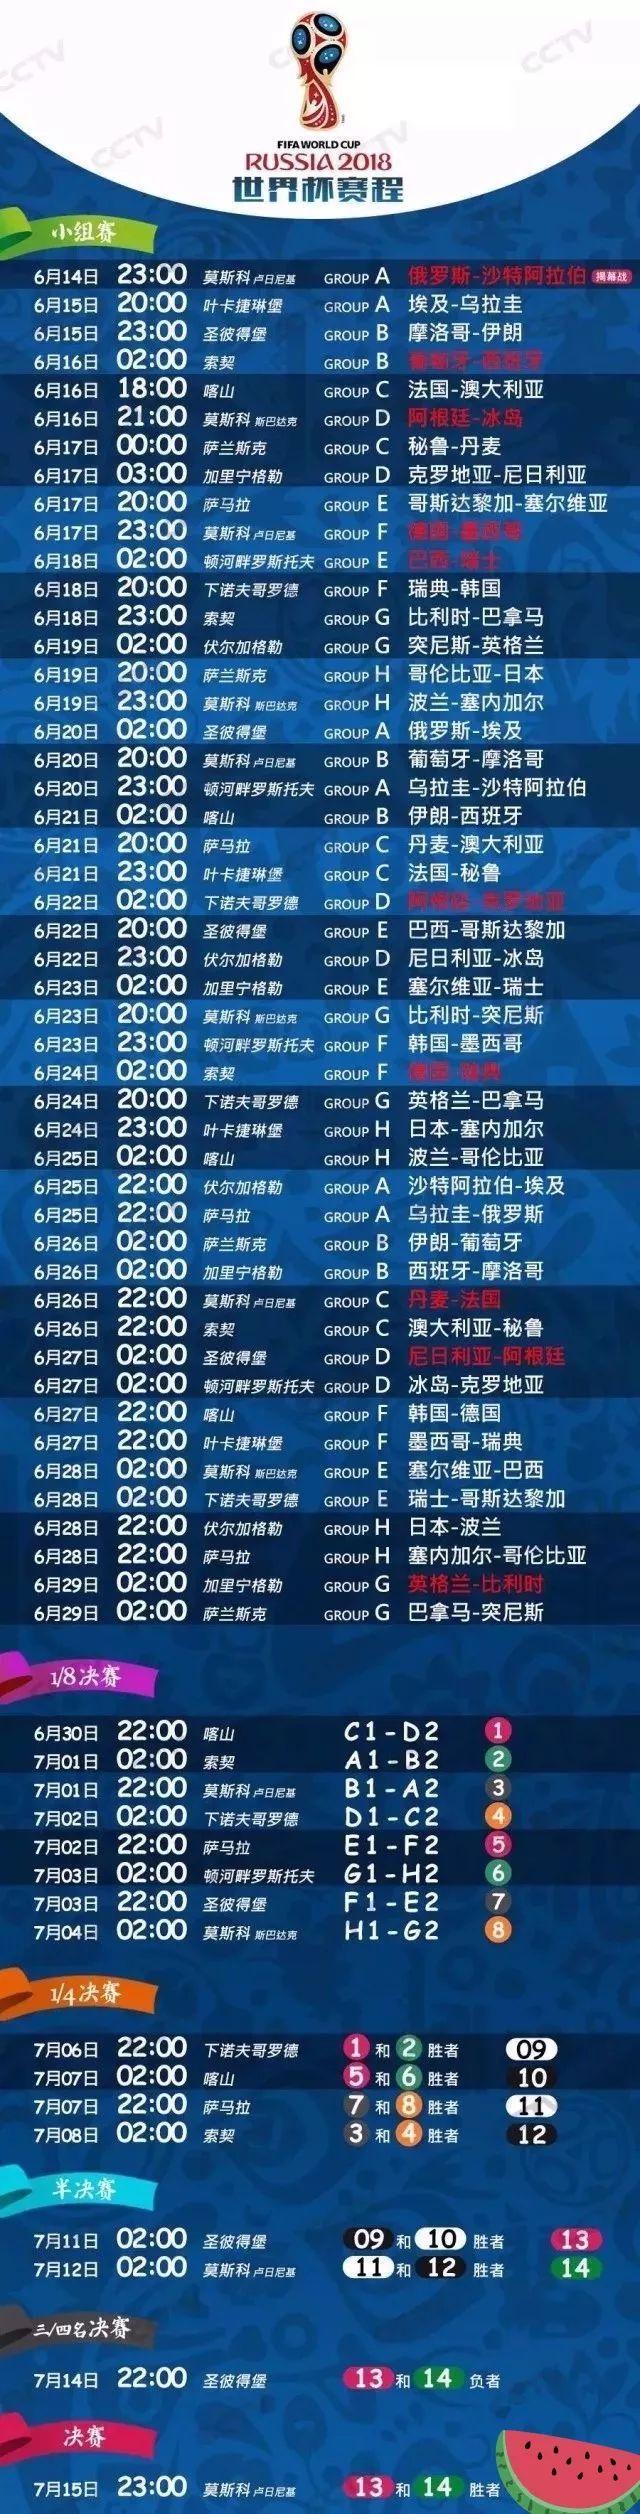 CCTV
CCTV
CCTV
FIFA WORLD CUP
RUSSIA 2018
世界杯赛程
小组赛
6月14日 23:00 莫斯科 卢日尼基 GROUP A 俄罗斯-沙特阿拉伯 揭幕战
6月15日 20:00 叶卡捷琳堡 GROUP A 埃及-乌拉圭
6月15日 23:00 圣彼得堡 GROUP B 摩洛哥-伊朗
6月16日 02:00 索契 GROUP B 葡萄牙-西班牙
6月16日 18:00 喀山 GROUP C 法国-澳大利亚
6月16日 21:00 莫斯科 斯巴达克 GROUP D 阿根廷-冰岛
6月17日 00:00 萨兰斯克 GROUP C 秘鲁-丹麦
6月17日 03:00 加里宁格勒 GROUP D 克罗地亚-尼日利亚
6月17日 20:00 萨马拉 GROUP E 哥斯达黎加-塞尔维亚
6月17日 23:00 莫斯科 卢日尼基 GROUP F 德国-墨西哥
6月18日 02:00 顿河畔罗斯托夫 GROUP E 巴西-瑞士
6月18日 20:00 下诺夫哥罗德 GROUP F 瑞典-韩国
6月18日 23:00 索契 GROUP G 比利时-巴拿马
6月19日 02:00 伏尔加格勒 GROUP G 突尼斯-英格兰
6月19日 20:00 萨兰斯克 GROUP H 哥伦比亚-日本
6月19日 23:00 莫斯科 斯巴达克 GROUP H 波兰-塞内加尔
6月20日 02:00 圣彼得堡 GROUP A 俄罗斯-埃及
6月20日 20:00 莫斯科 卢日尼基 GROUP B 葡萄牙-摩洛哥
6月20日 23:00 顿河畔罗斯托夫 GROUP A 乌拉圭-沙特阿拉伯
6月21日 02:00 喀山 GROUP B 伊朗-西班牙
6月21日 20:00 萨马拉 GROUP C 丹麦-澳大利亚
6月21日 23:00 叶卡捷琳堡 GROUP C 法国-秘鲁
6月22日 02:00 下诺夫哥罗德 GROUP D 阿根廷-克罗地亚
6月22日 20:00 圣彼得堡 GROUP E 巴西-哥斯达黎加
6月22日 23:00 伏尔加格勒 GROUP D 尼日利亚-冰岛
6月23日 02:00 加里宁格勒 GROUP E 塞尔维亚-瑞士
6月23日 20:00 莫斯科 斯巴达克 GROUP G 比利时-突尼斯
6月23日 23:00 顿河畔罗斯托夫 GROUP F 韩国-墨西哥
6月24日 02:00 索契 GROUP F 德国-瑞典
6月24日 20:00 下诺夫哥罗德 GROUP G 英格兰-巴拿马
6月24日 23:00 叶卡捷琳堡 GROUP H 日本-塞内加尔
6月25日 02:00 喀山 GROUP H 波兰-哥伦比亚
6月25日 22:00 伏尔加格勒 GROUP A 沙特阿拉伯-埃及
6月25日 22:00 萨马拉 GROUP A 乌拉圭-俄罗斯
6月26日 02:00 萨兰斯克 GROUP B 伊朗-葡萄牙
6月26日 02:00 加里宁格勒 GROUP B 西班牙-摩洛哥
6月26日 22:00 莫斯科 卢日尼基 GROUP C 丹麦-法国
6月26日 22:00 索契 GROUP C 澳大利亚-秘鲁
6月27日 02:00 圣彼得堡 GROUP D 尼日利亚-阿根廷
6月27日 02:00 顿河畔罗斯托夫 GROUP D 冰岛-克罗地亚
6月27日 22:00 喀山 GROUP F 韩国-德国
6月27日 22:00 叶卡捷琳堡 GROUP F 墨西哥-瑞典
6月28日 02:00 莫斯科 斯巴达克 GROUP E 塞尔维亚-巴西
6月28日 02:00 下诺夫哥罗德 GROUP E 瑞士-哥斯达黎加
6月28日 22:00 伏尔加格勒 GROUP H 日本-波兰
6月28日 22:00 萨马拉 GROUP H 塞内加尔-哥伦比亚
6月29日 02:00 加里宁格勒 GROUP G 英格兰-比利时
6月29日 02:00 萨兰斯克 GROUP G 巴拿马-突尼斯
1/8决赛
6月30日 22:00 喀山 C1-D2 1
7月01日 02:00 索契 A1-B2 2
7月01日 22:00 莫斯科 卢日尼基 B1-A2 3
7月02日 02:00 下诺夫哥罗德 D1-C2 4
7月02日 22:00 萨马拉 E1-F2 5
7月03日 02:00 顿河畔罗斯托夫 G1-H2 6
7月03日 22:00 圣彼得堡 F1-E2 7
7月04日 02:00 莫斯科 斯巴达克 H1-G2 8
1/4决赛
7月06日 22:00 下诺夫哥罗德 1 和 2 胜者 09
7月07日 02:00 喀山 5 和 6 胜者 10
7月07日 22:00 萨马拉 7 和 8 胜者 11
7月08日 02:00 索契 3 和 4 胜者 12
半决赛
7月11日 02:00 圣彼得堡 09 和 10 胜者 13
7月12日 02:00 莫斯科 卢日尼基 11 和 12 胜者 14
三/四名决赛
7月14日 22:00 圣彼得堡 13 和 14 负者
决赛
7月15日 23:00 莫斯科 卢日尼基 13 和 14 胜者